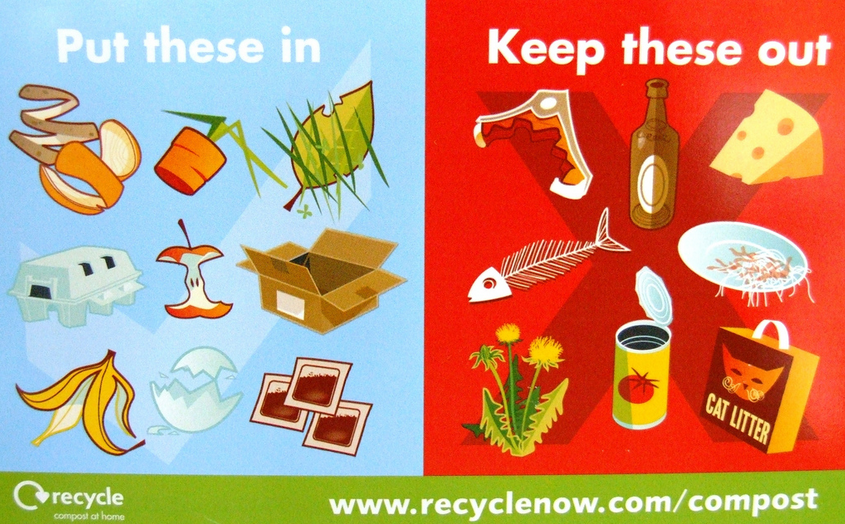 Put these in
Keep these out
CAT LITTER
recycle
compost at home
www.recyclenow.com/compost